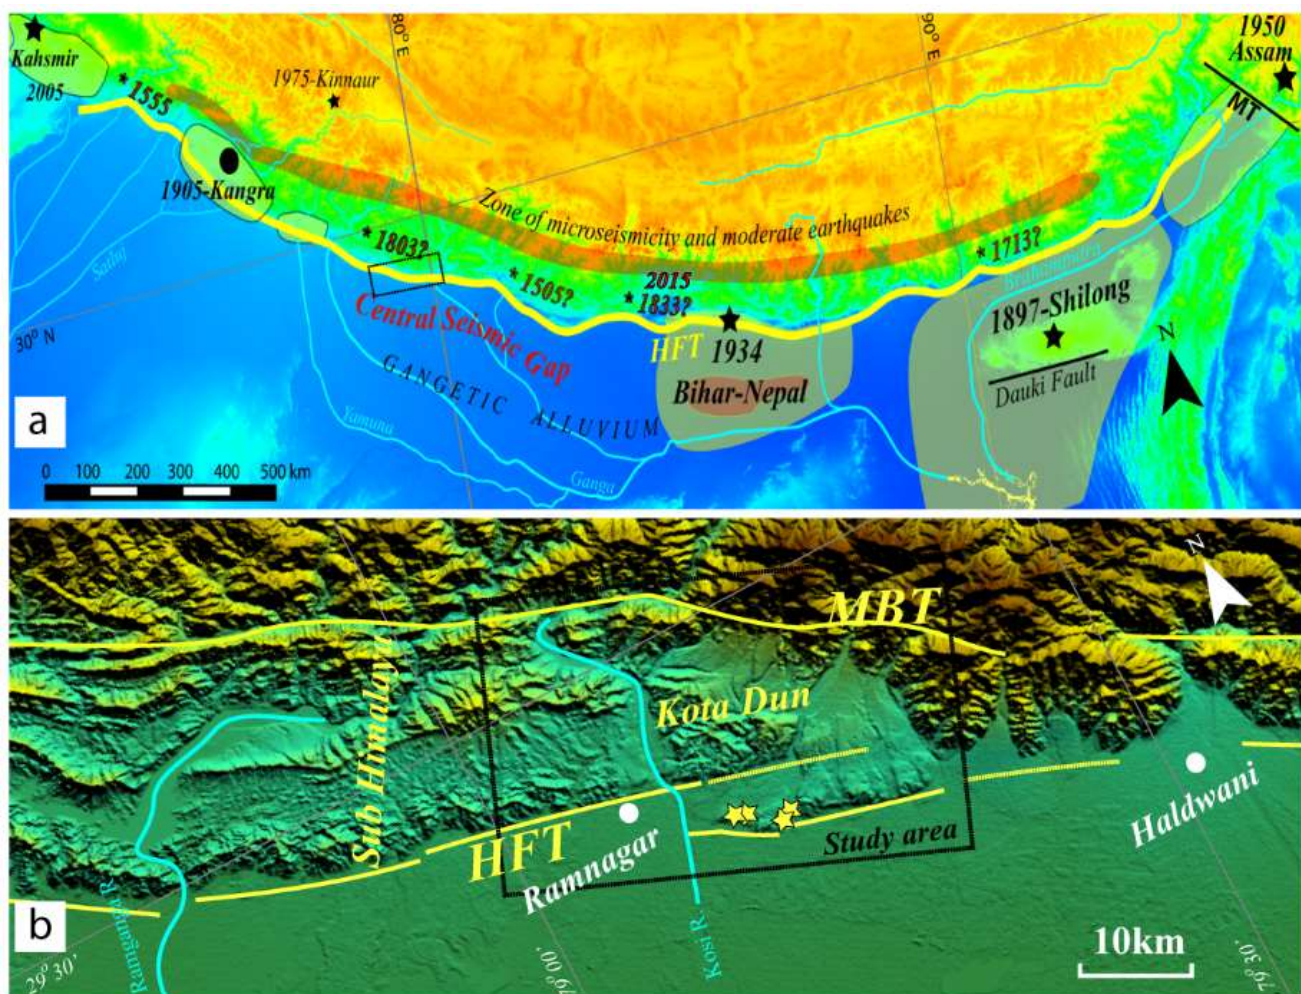 80° E
90° E
1950
Assam
Kahsmir
2005
1555
1975-Kinnaur
MT
1905-Kangra
Zone of microseismicity and moderate earthquakes
1803?
1713?
Satluj
Brahamputra
1505?
2015
1833?
1897-Shilong
30° N
Central Seismic Gap
HFT
1934
N
Dauki Fault
GANGETIC ALLUVIUM
Bihar-Nepal
a
Yamuna
Ganga
0 100 200 300 400 500 km
N
MBT
Sub Himalaya
Kota Dun
HFT
Ramnagar
Study area
Haldwani
b
Ramganga R.
Kosi R.
10km
29° 30'
79° 00'
79° 30'